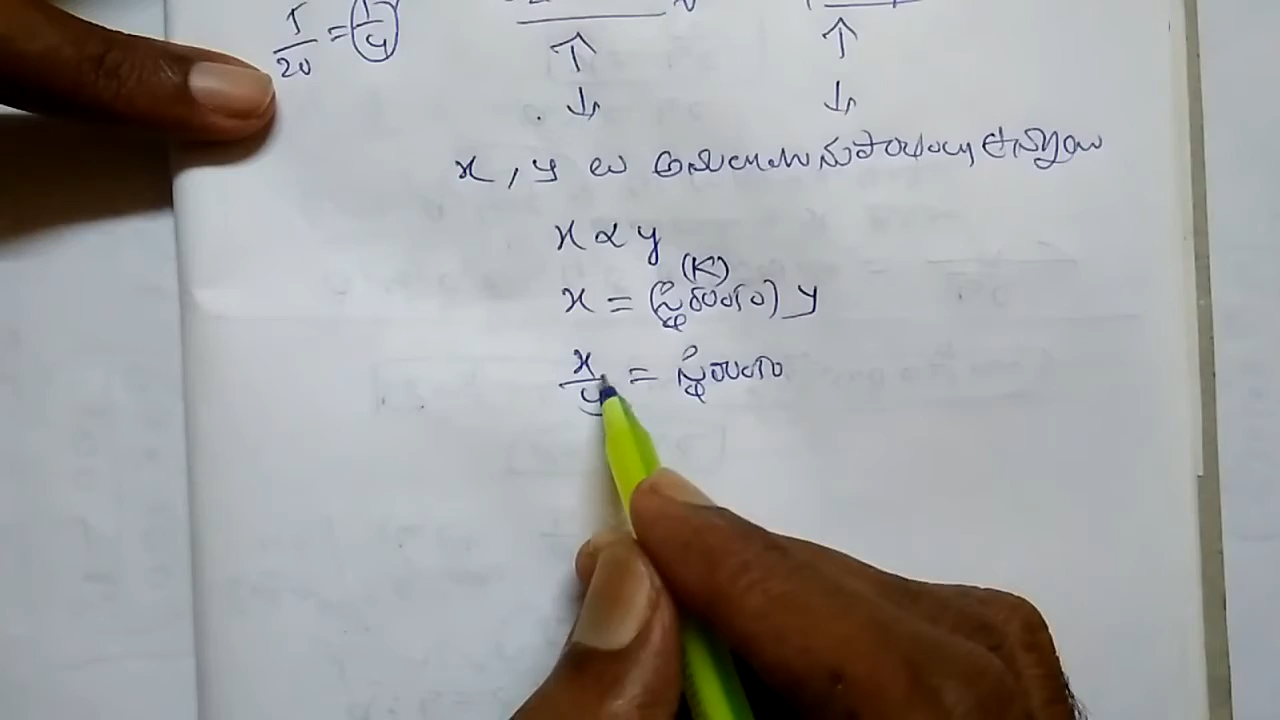 5/20 = 1/4
x, y లు అనులోమానుపాతంలో ఉన్నాయి
x ∝ y
(K)
x = (స్థిరాంకం) y
x/y = స్థిరాంకం